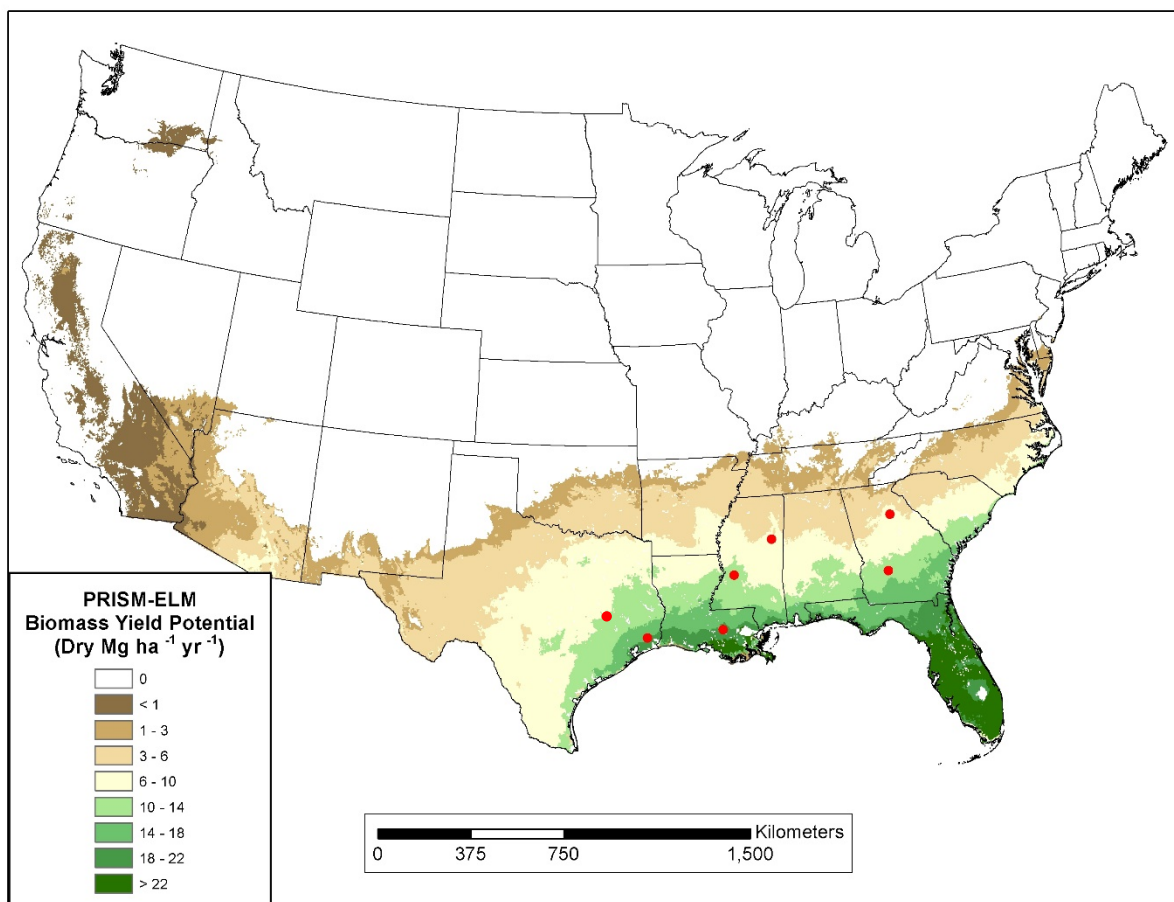 PRISM-ELM
Biomass Yield Potential
(Dry Mg ha ⁻¹ yr ⁻¹)
0
< 1
1 - 3
3 - 6
6 - 10
10 - 14
14 - 18
18 - 22
> 22
Kilometers
0 375 750 1,500